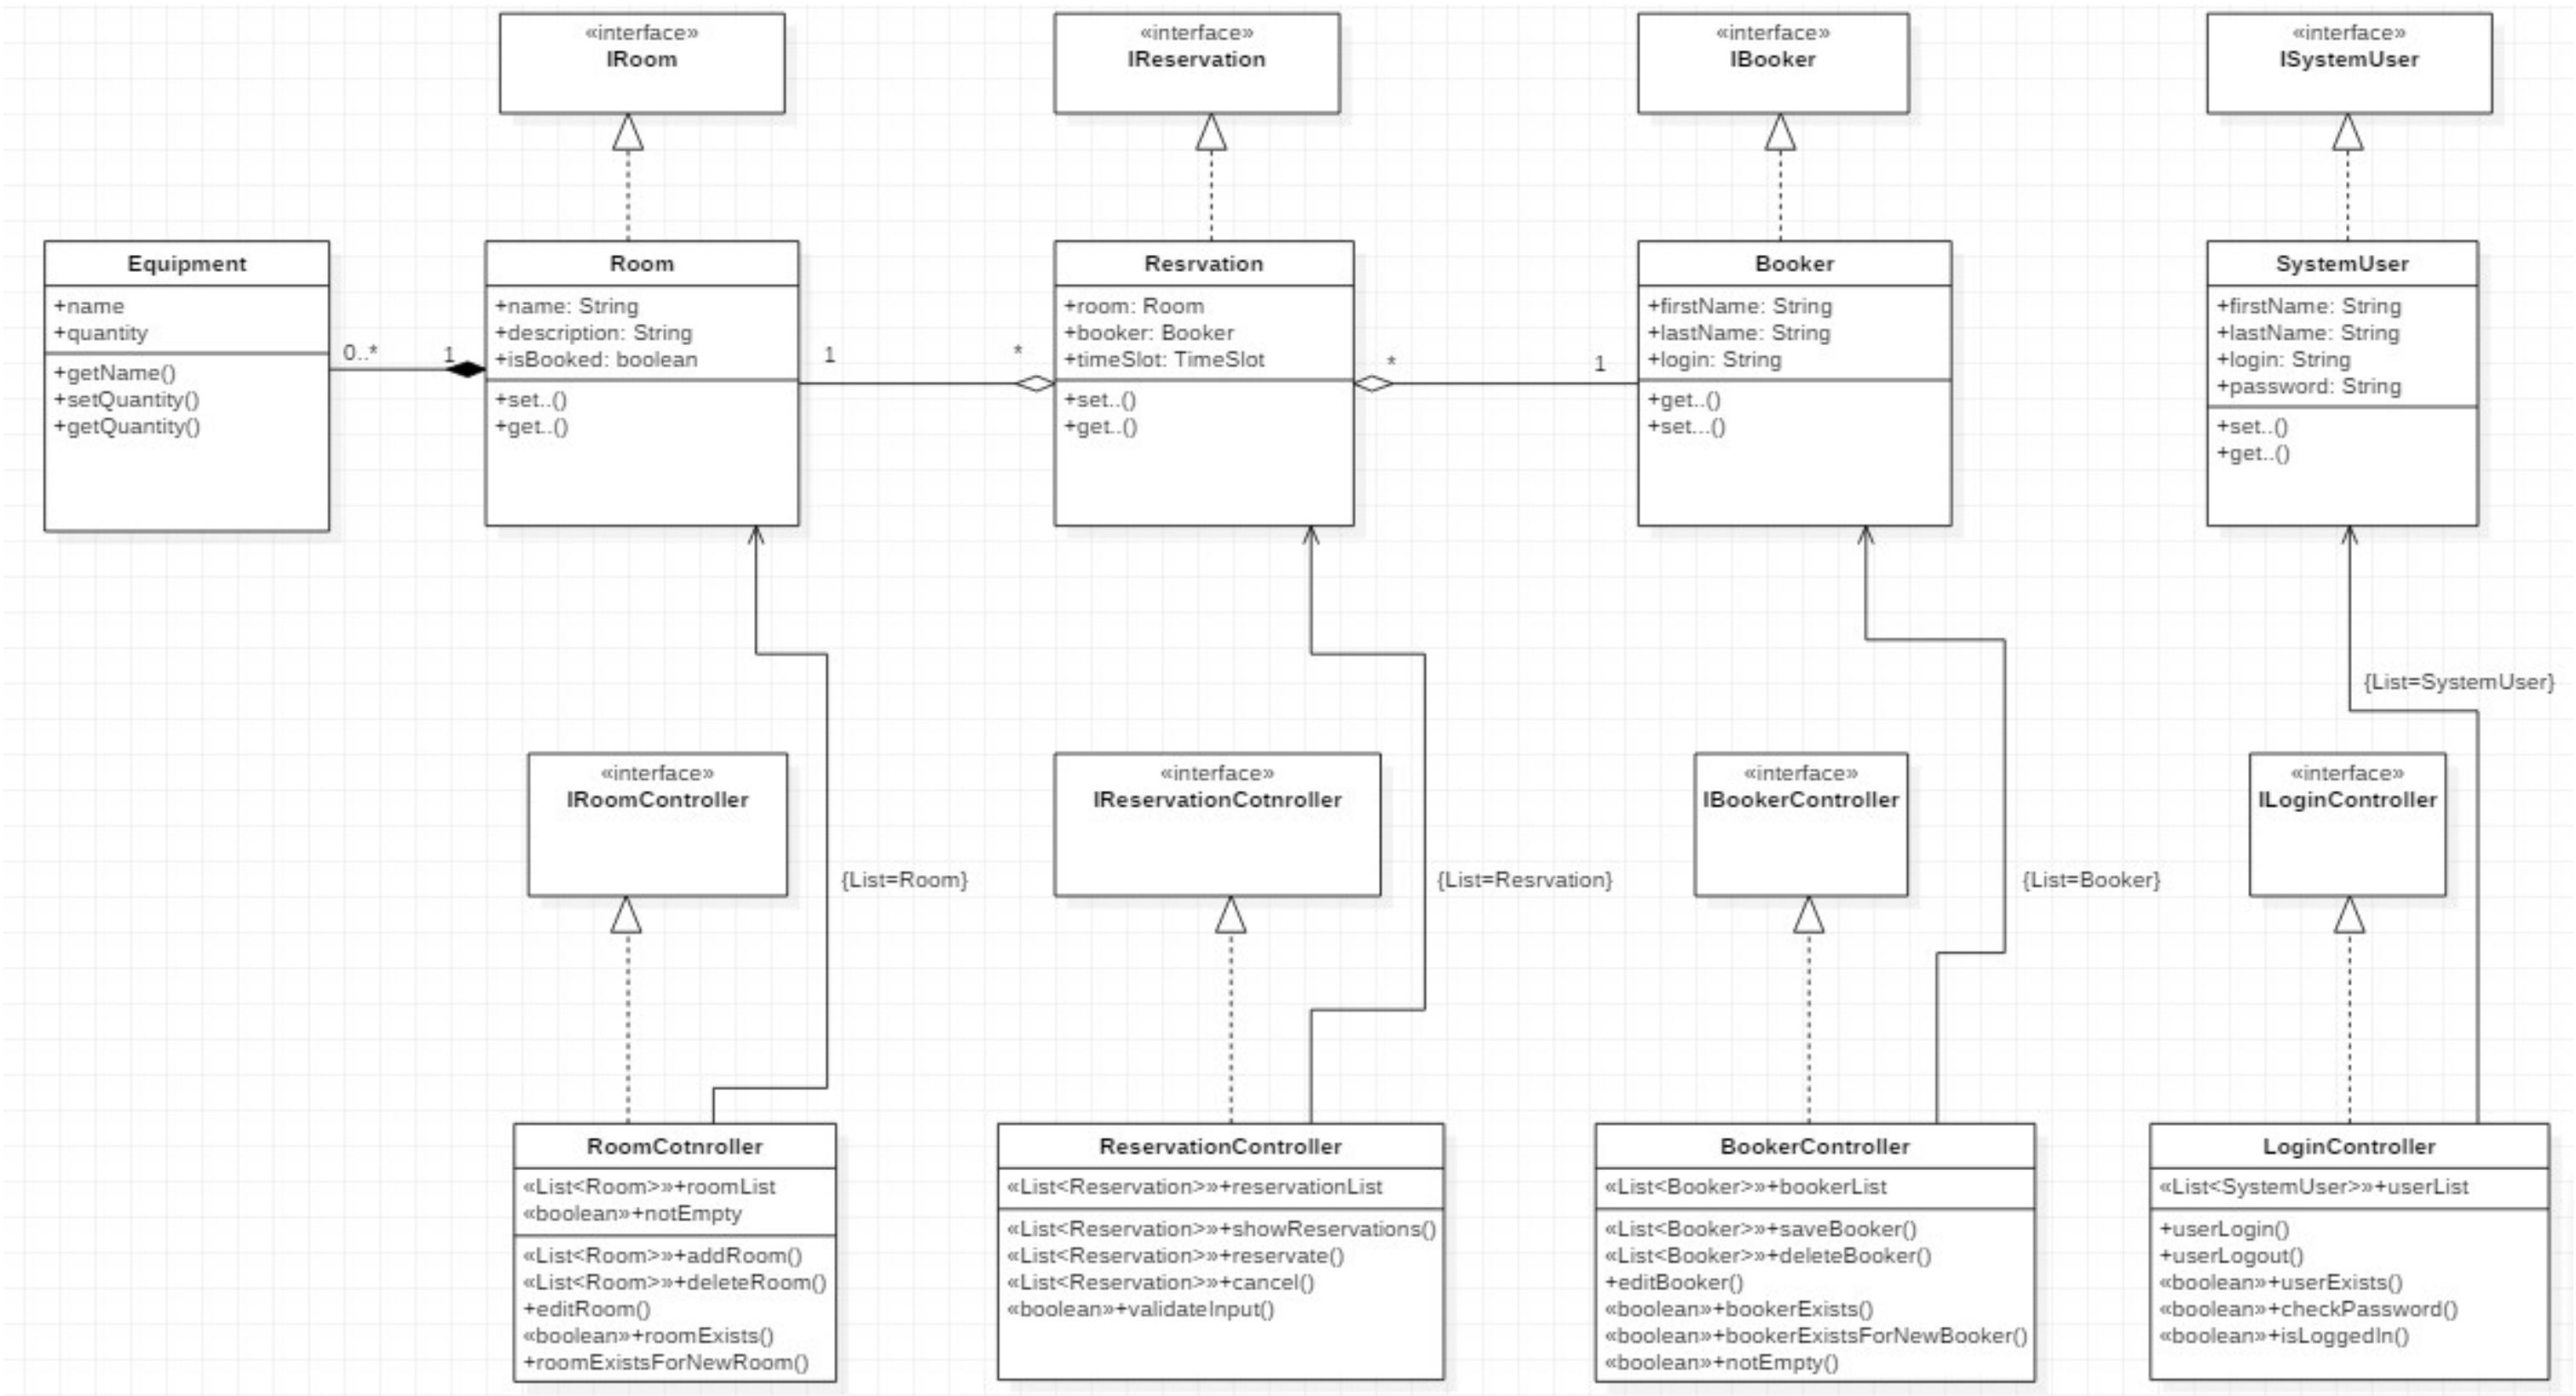 «interface»
IRoom
«interface»
IReservation
«interface»
IBooker
«interface»
ISystemUser
Equipment
+name
+quantity
+getName()
+setQuantity()
+getQuantity()
0..*
1
Room
+name: String
+description: String
+isBooked: boolean
+set..()
+get..()
1
*
Resrvation
+room: Room
+booker: Booker
+timeSlot: TimeSlot
+set..()
+get..()
*
1
Booker
+firstName: String
+lastName: String
+login: String
+get..()
+set...()
SystemUser
+firstName: String
+lastName: String
+login: String
+password: String
+set..()
+get..()
{List=SystemUser}
«interface»
IRoomController
«interface»
IReservationCotnroller
«interface»
IBookerController
«interface»
ILoginController
{List=Room}
{List=Resrvation}
{List=Booker}
RoomCotnroller
«List<Room>»+roomList
«boolean»+notEmpty
«List<Room>»+addRoom()
«List<Room>»+deleteRoom()
+editRoom()
«boolean»+roomExists()
+roomExistsForNewRoom()
ReservationController
«List<Reservation>»+reservationList
«List<Reservation>»+showReservations()
«List<Reservation>»+reservate()
«List<Reservation>»+cancel()
«boolean»+validateInput()
BookerController
«List<Booker>»+bookerList
«List<Booker>»+saveBooker()
«List<Booker>»+deleteBooker()
+editBooker()
«boolean»+bookerExists()
«boolean»+bookerExistsForNewBooker()
«boolean»+notEmpty()
LoginController
«List<SystemUser>»+userList
+userLogin()
+userLogout()
«boolean»+userExists()
«boolean»+checkPassword()
«boolean»+isLoggedIn()